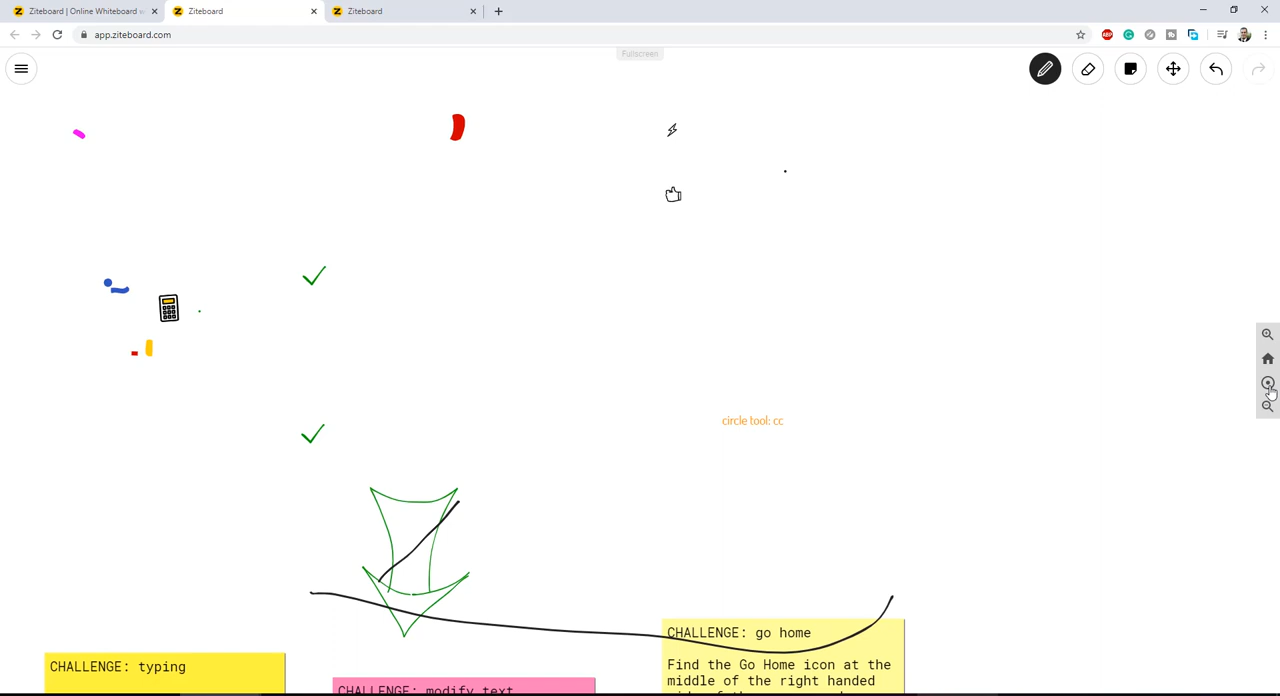 Ziteboard | Online Whiteboard w
Ziteboard
Ziteboard
app.ziteboard.com
Fullscreen
circle tool: cc
CHALLENGE: go home
Find the Go Home icon at the
middle of the right handed
CHALLENGE: typing
CHALLENGE: modify text